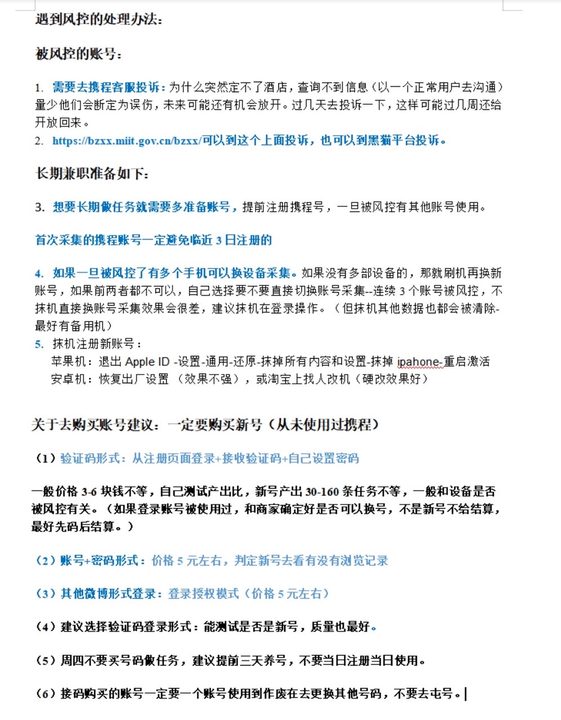 遇到风控的处理办法：
被风控的账号：
1. 需要去携程客服投诉：为什么突然定不了酒店，查询不到信息（以一个正常用户去沟通）
量少他们会断定为误伤，未来可能还有机会放开。过几天去投诉一下，这样可能过几周还给
开放回来。
2. https://bzxx.miit.gov.cn/bzxx/可以到这个上面投诉，也可以到黑猫平台投诉。
长期兼职准备如下：
3. 想要长期做任务就需要多准备账号，提前注册携程号，一旦被风控有其他账号使用。
首次采集的携程账号一定避免临近 3 日注册的
4. 如果一旦被风控了有多个手机可以换设备采集。如果没有多部设备的，那就刷机再换新
账号，如果前两者都不可以，自己选择要不要直接切换账号采集--连续 3 个账号被风控，不
抹机直接换账号采集效果会很差，建议抹机在登录操作。（但抹机其他数据也都会被清除-
最好有备用机）
5. 抹机注册新账号：
苹果机：退出 Apple ID -设置-通用-还原-抹掉所有内容和设置-抹掉 ipahone-重启激活
安卓机：恢复出厂设置 （效果不强），或淘宝上找人改机（硬改效果好）
关于去购买账号建议：一定要购买新号（从未使用过携程）
（1）验证码形式：从注册页面登录+接收验证码+自己设置密码
一般价格 3-6 块钱不等，自己测试产出比，新号产出 30-160 条任务不等，一般和设备是否
被风控有关。（如果登录账号被使用过，和商家确定好是否可以换号，不是新号不给结算，
最好先码后结算。）
（2）账号+密码形式：价格 5 元左右，判定新号去看有没有浏览记录
（3）其他微博形式登录：登录授权模式（价格 5 元左右）
（4）建议选择验证码登录形式：能测试是否是新号，质量也最好。
（5）周四不要买号码做任务，建议提前三天养号，不要当日注册当日使用。
（6）接码购买的账号一定要一个账号使用到作废在去更换其他号码，不要去屯号。